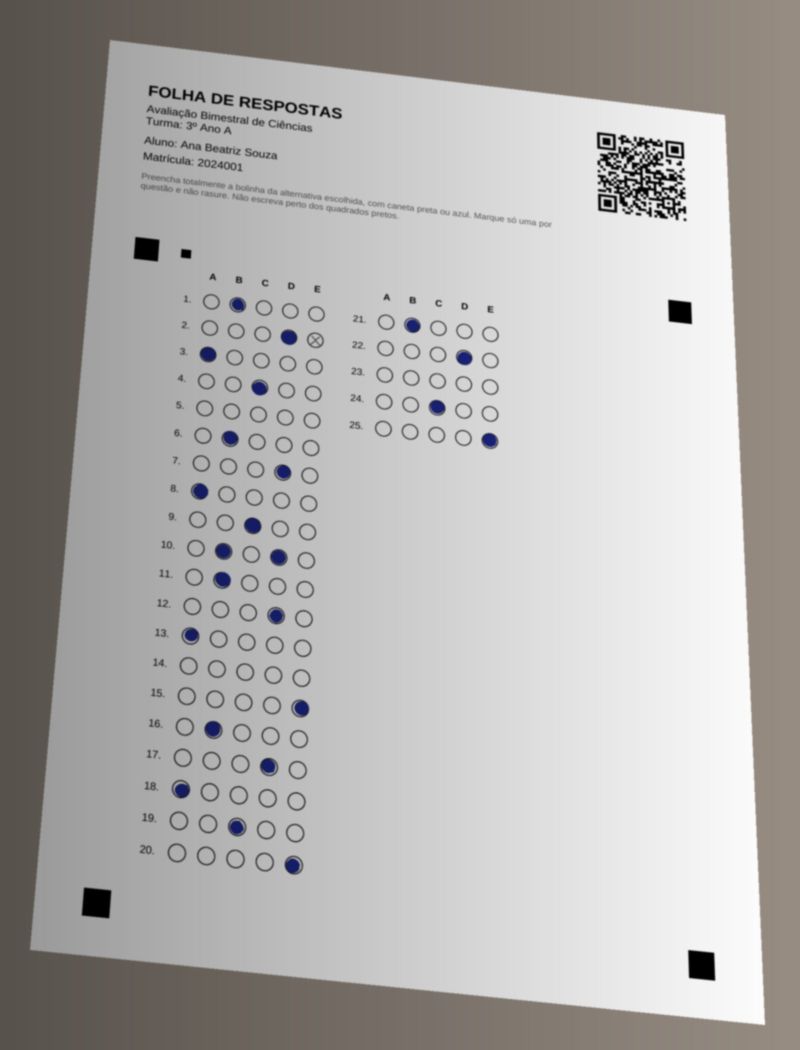 FOLHA DE RESPOSTAS
Avaliação Bimestral de Ciências
Turma: 3º Ano A
Aluno: Ana Beatriz Souza
Matrícula: 2024001
Preencha totalmente a bolinha da alternativa escolhida, com caneta preta ou azul. Marque só uma por
questão e não rasure. Não escreva perto dos quadrados pretos.
A B C D E
1.
2.
3.
4.
5.
6.
7.
8.
9.
10.
11.
12.
13.
14.
15.
16.
17.
18.
19.
20.
A B C D E
21.
22.
23.
24.
25.